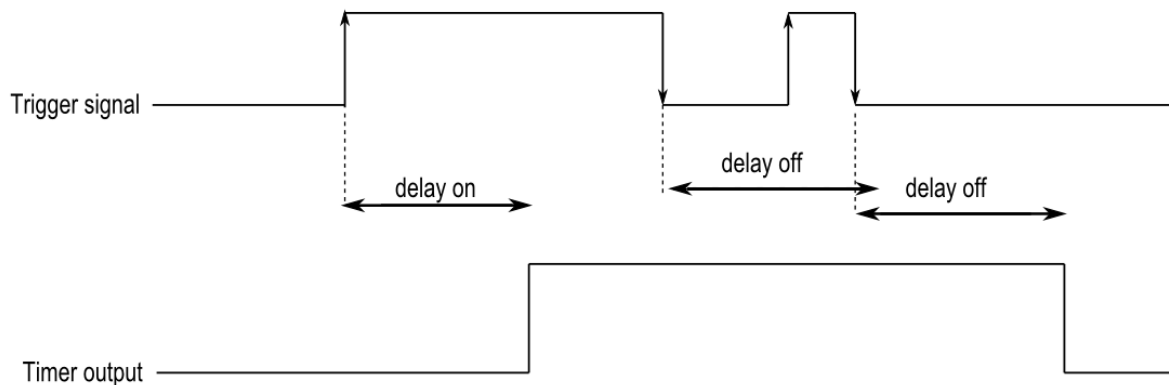 Trigger signal
delay on
delay off
delay off
Timer output